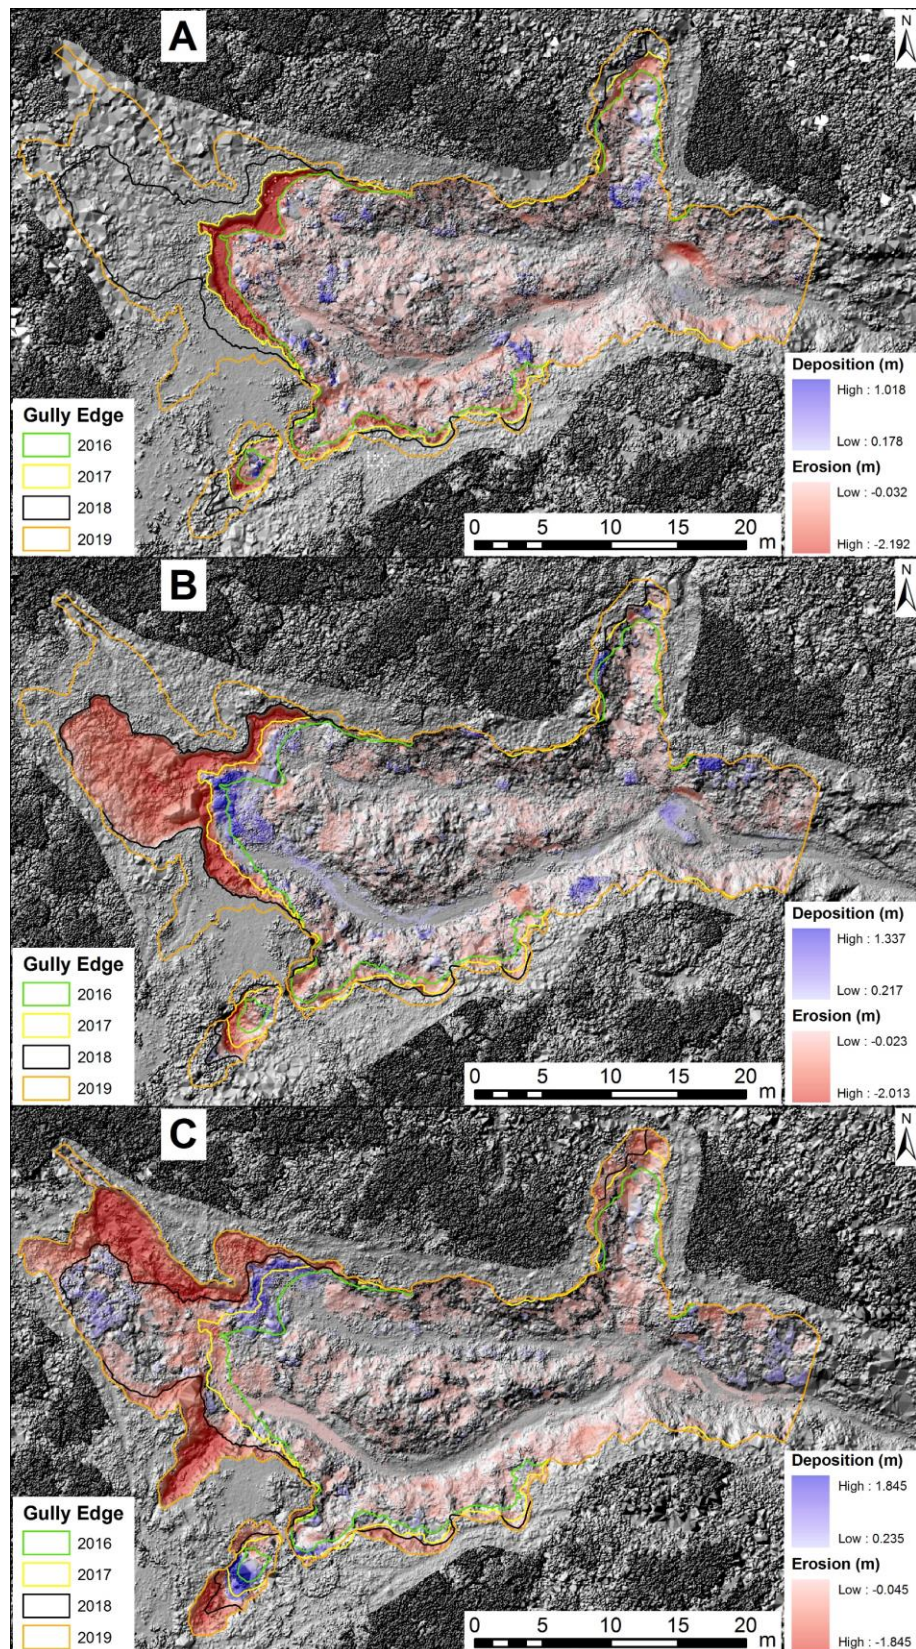 A
N
Deposition (m)
High : 1.018
Low : 0.178
Erosion (m)
Low : -0.032
High : -2.192
Gully Edge
2016
2017
2018
2019
0 5 10 15 20
m
B
N
Deposition (m)
High : 1.337
Low : 0.217
Erosion (m)
Low : -0.023
High : -2.013
Gully Edge
2016
2017
2018
2019
0 5 10 15 20
m
C
N
Deposition (m)
High : 1.845
Low : 0.235
Erosion (m)
Low : -0.045
High : -1.845
Gully Edge
2016
2017
2018
2019
0 5 10 15 20
m